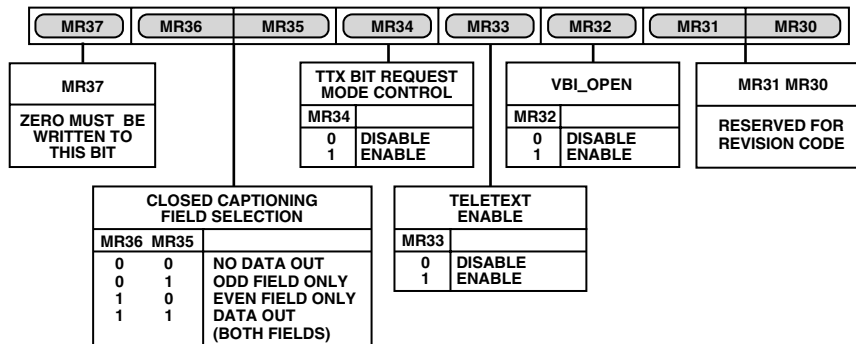 MR37 MR36 MR35 MR34 MR33 MR32 MR31 MR30
MR37
ZERO MUST BE
WRITTEN TO
THIS BIT
TTX BIT REQUEST
MODE CONTROL
MR34
0 DISABLE
1 ENABLE
VBI_OPEN
MR32
0 DISABLE
1 ENABLE
MR31 MR30
RESERVED FOR
REVISION CODE
CLOSED CAPTIONING
FIELD SELECTION
MR36 MR35
0 0 NO DATA OUT
0 1 ODD FIELD ONLY
1 0 EVEN FIELD ONLY
1 1 DATA OUT
(BOTH FIELDS)
TELETEXT
ENABLE
MR33
0 DISABLE
1 ENABLE